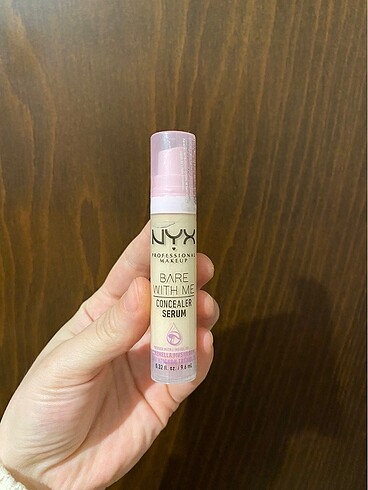 NYX
PROFESSIONAL
MAKEUP
BARE
WITH ME
CONCEALER
SERUM
0.32 fl. oz. / 9.6 mL